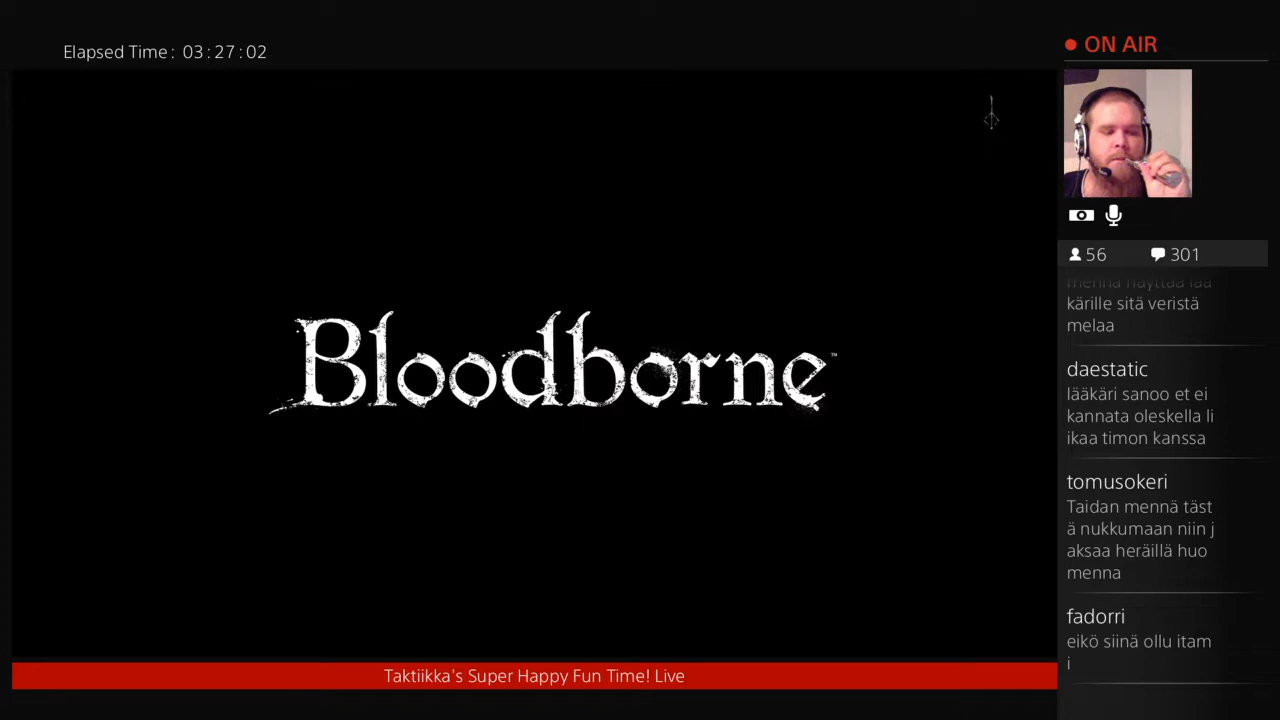 Elapsed Time: 03:27:02
ON AIR
56 301
kärille sitä veristä
melaa
daestatic
lääkäri sanoo et ei
kannata oleskella li
ikaa timon kanssa
tomusokeri
Taidan mennä täst
ä nukkumaan niin j
aksaa heräillä huo
menna
fadorri
eikö siinä ollu itam
i
Bloodborne™
Taktiikka's Super Happy Fun Time! Live